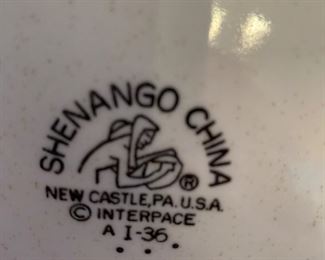 SHENANGO CHINA
®
NEW CASTLE, PA. U.S.A.
© INTERPACE
A I-36